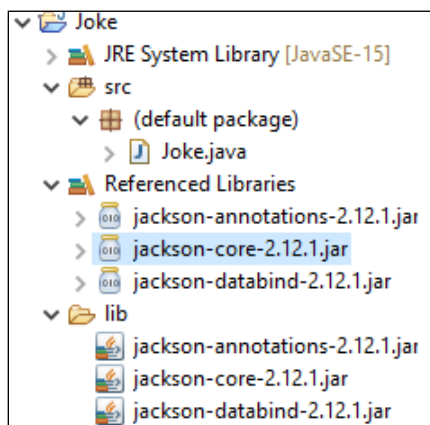 Joke
JRE System Library [JavaSE-15]
src
(default package)
Joke.java
Referenced Libraries
jackson-annotations-2.12.1.jar
jackson-core-2.12.1.jar
jackson-databind-2.12.1.jar
lib
jackson-annotations-2.12.1.jar
jackson-core-2.12.1.jar
jackson-databind-2.12.1.jar